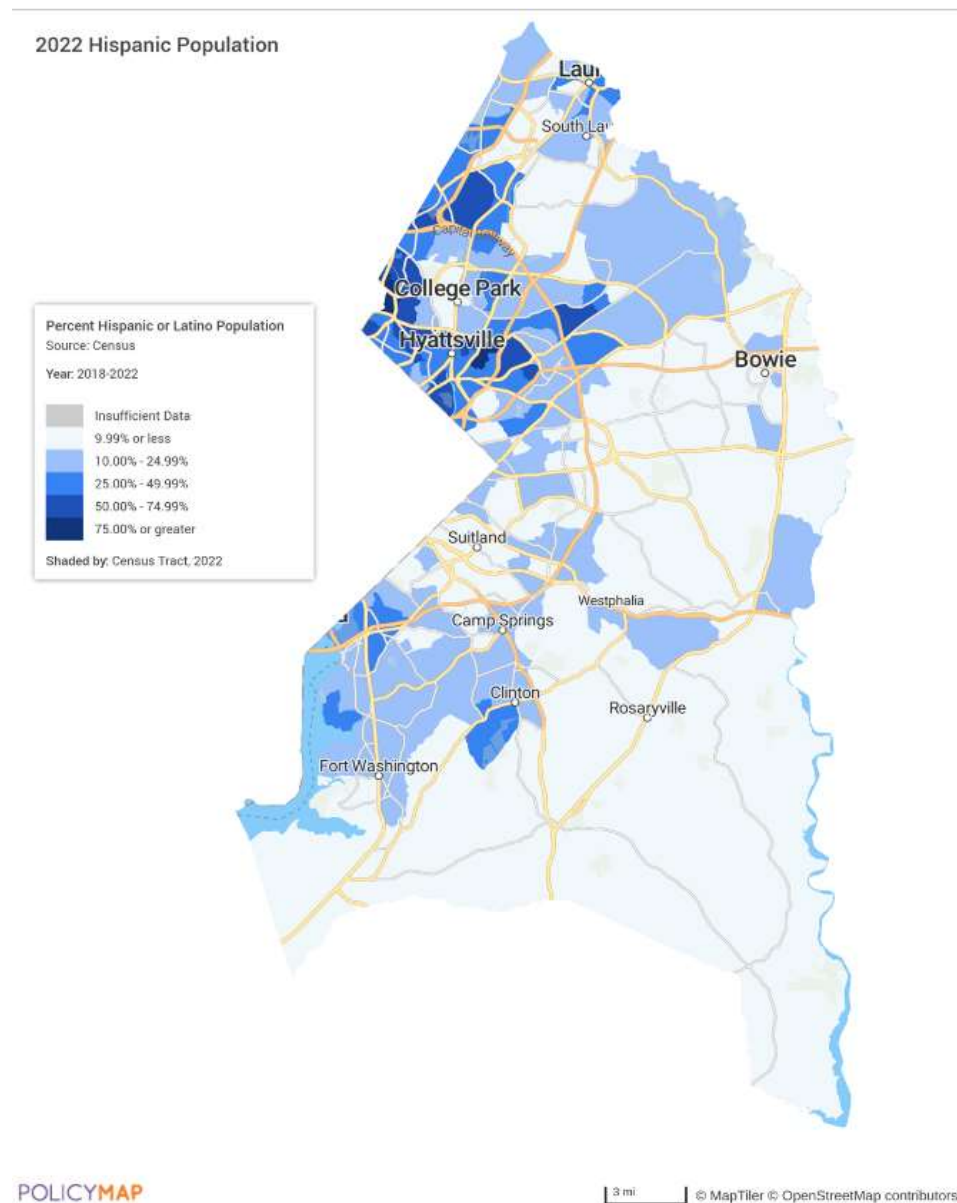 2022 Hispanic Population
Laur
South Lau
Capital Beltway
College Park
Hyattsville
Bowie
Percent Hispanic or Latino Population
Source: Census
Year: 2018-2022
Insufficient Data
9.99% or less
10.00% - 24.99%
25.00% - 49.99%
50.00% - 74.99%
75.00% or greater
Shaded by: Census Tract, 2022
Suitland
Westphalia
Camp Springs
Clinton
Rosaryville
Fort Washington
POLICYMAP
3 mi
© MapTiler © OpenStreetMap contributors